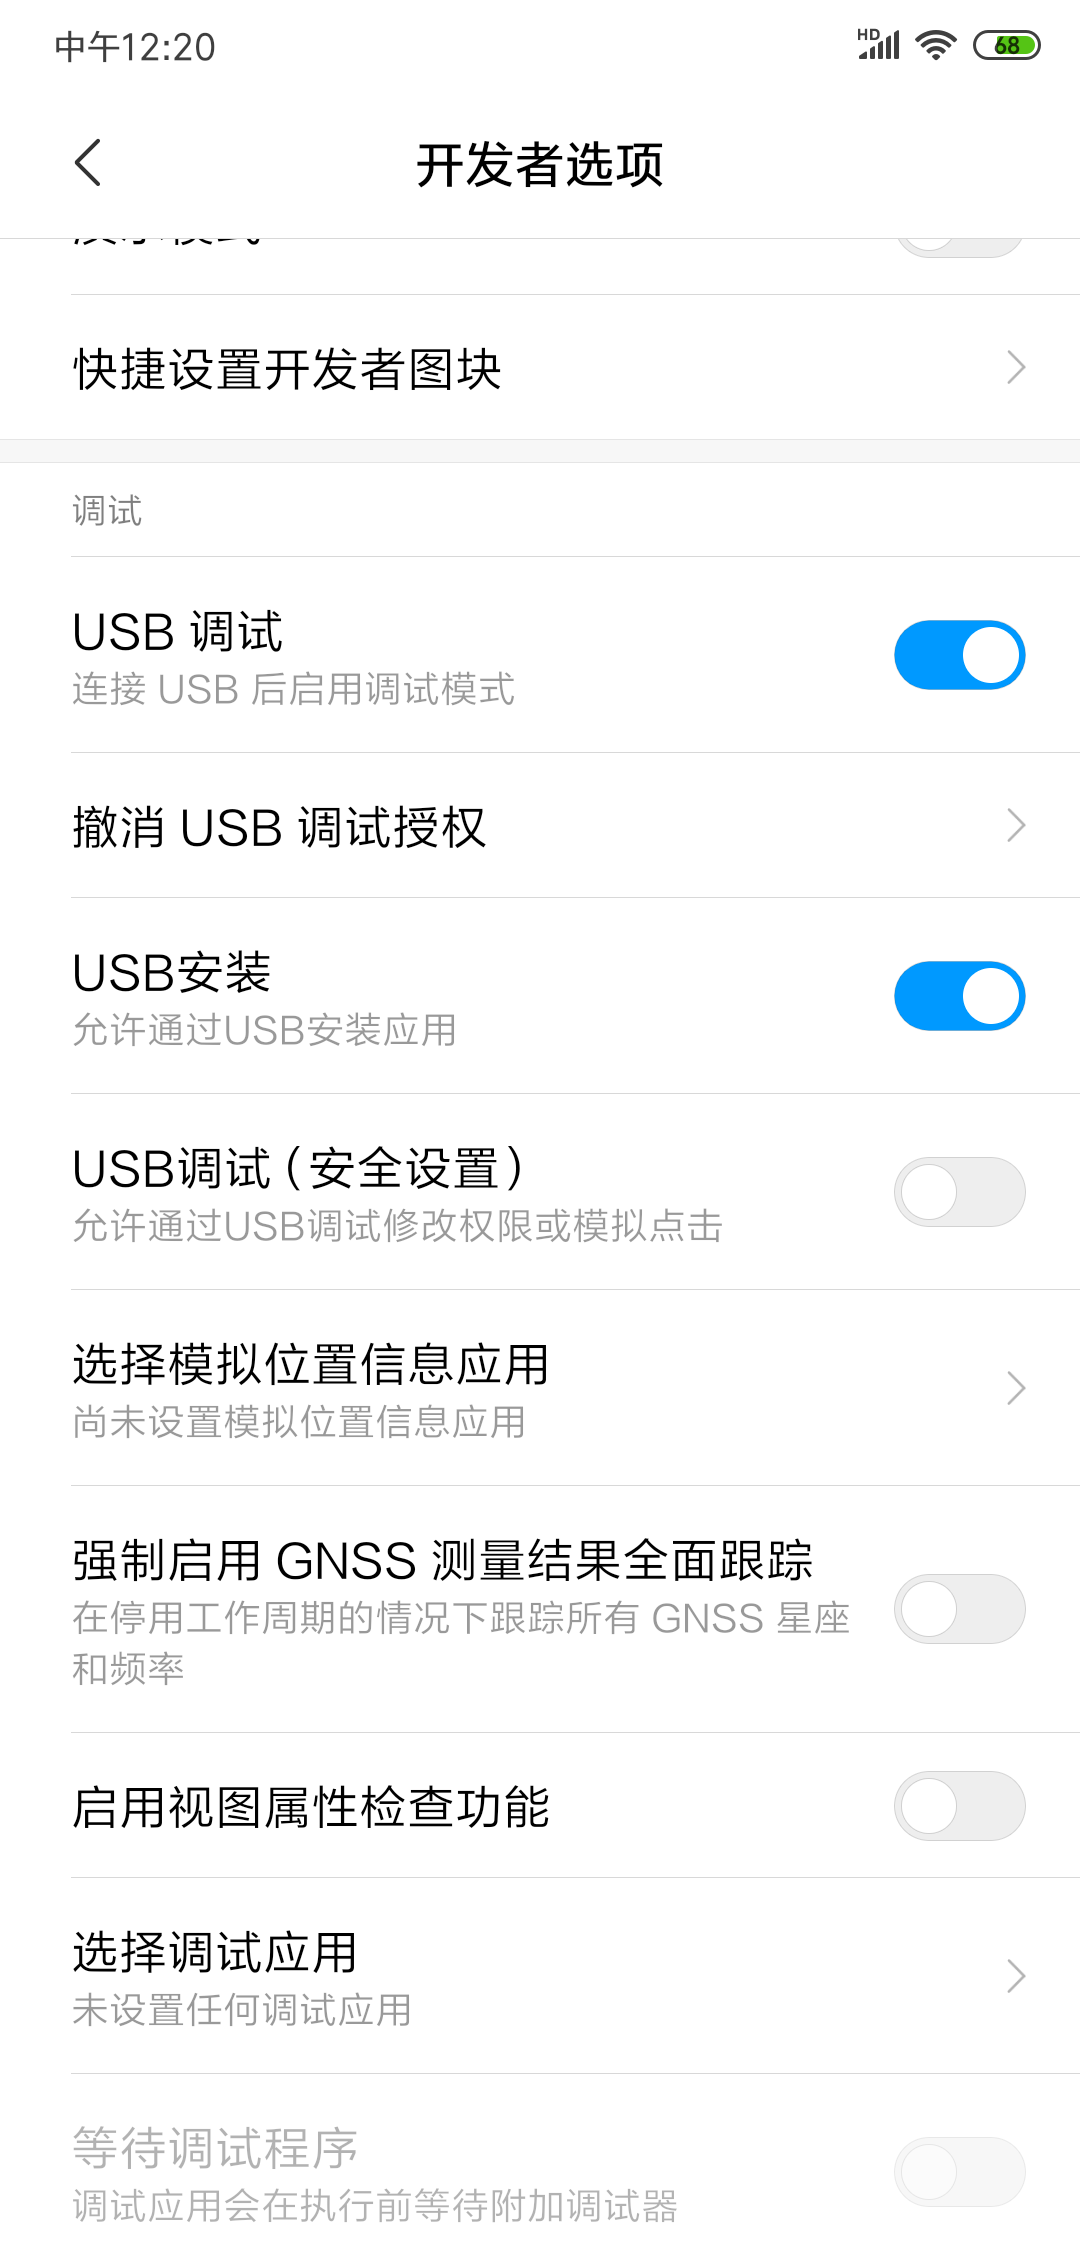 中午12:20
HD
68
开发者选项
快捷设置开发者图块
调试
USB 调试
连接 USB 后启用调试模式
撤消 USB 调试授权
USB安装
允许通过USB安装应用
USB调试（安全设置）
允许通过USB调试修改权限或模拟点击
选择模拟位置信息应用
尚未设置模拟位置信息应用
强制启用 GNSS 测量结果全面跟踪
在停用工作周期的情况下跟踪所有 GNSS 星座
和频率
启用视图属性检查功能
选择调试应用
未设置任何调试应用
等待调试程序
调试应用会在执行前等待附加调试器